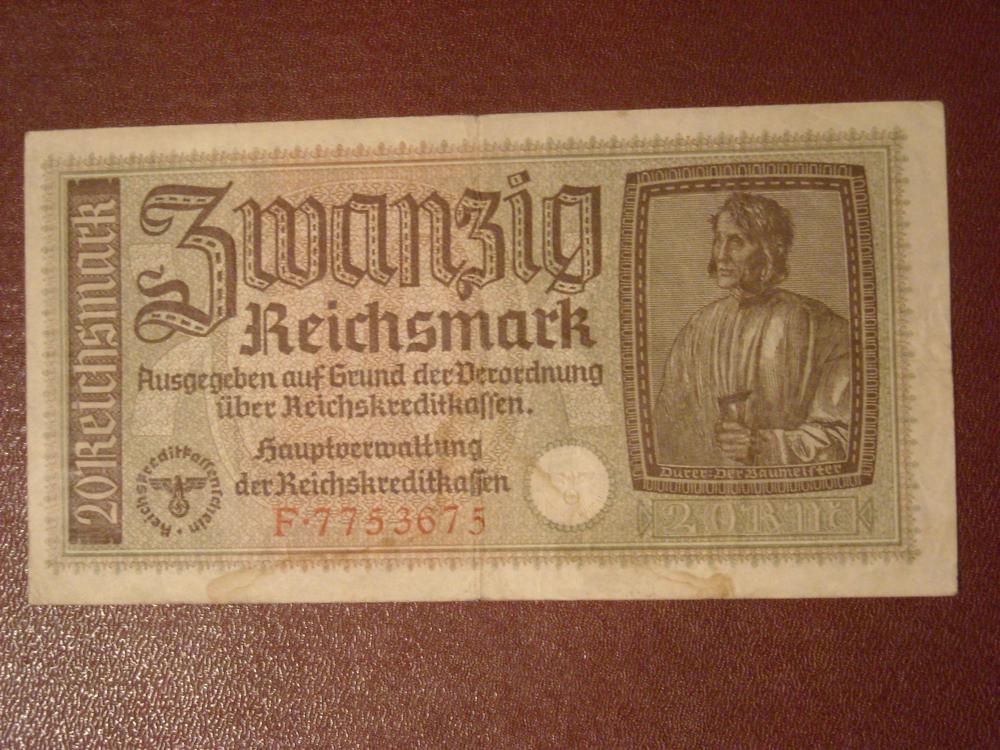 20 Reichsmark
Zwanzig
Reichsmark
Ausgegeben auf Grund der Verordnung
über Reichskreditkassen.
Hauptverwaltung
der Reichskreditkassen
F·7753675
Reichskreditkassenschein
Dürer: Der Baumeister
20 RM